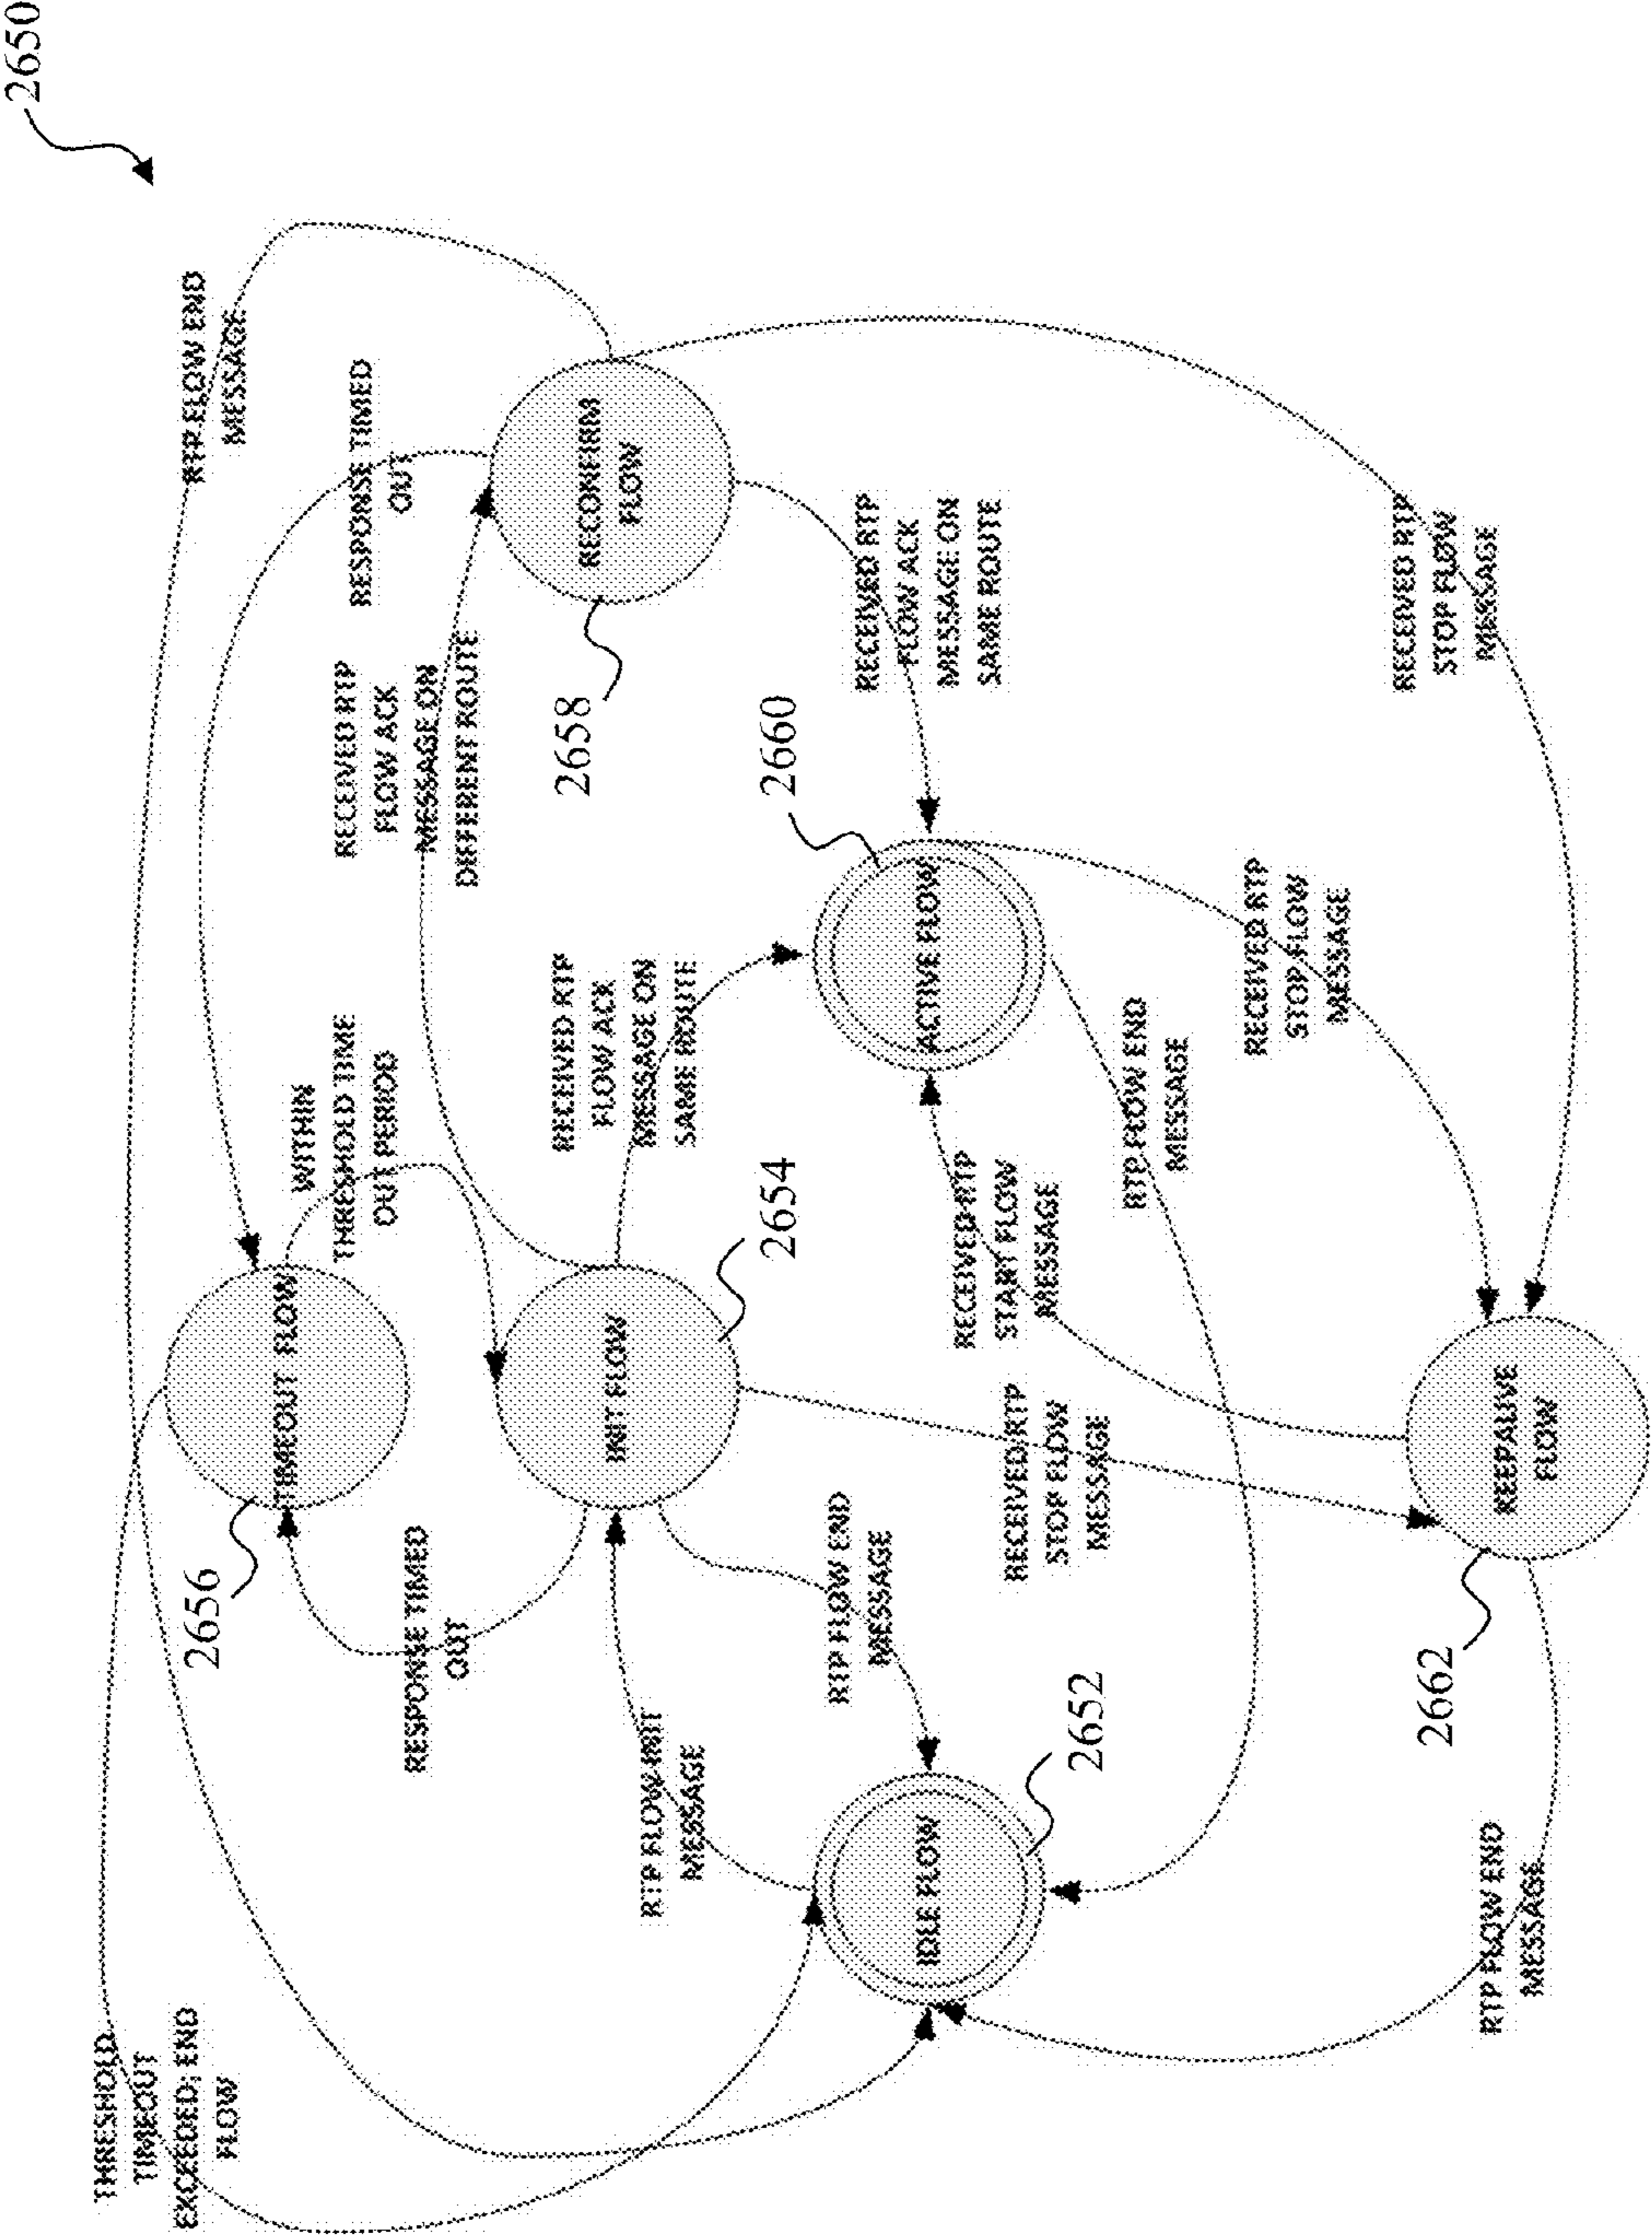 2650
RTP FLOW END
MESSAGE
RESPONSE TIMED
OUT
RECEIVED RTP
FLOW ACK
MESSAGE ON
DIFFERENT ROUTE
RECONFIRM
FLOW
2658
RECEIVED RTP
FLOW ACK
MESSAGE ON
SAME ROUTE
RECEIVED RTP
STOP FLOW
MESSAGE
WITHIN
THRESHOLD TIME
OUT PERIOD
RECEIVED RTP
FLOW ACK
MESSAGE ON
SAME ROUTE
2660
ACTIVE FLOW
RECEIVED RTP
STOP FLOW
MESSAGE
RTP FLOW END
MESSAGE
TIMEOUT FLOW
2656
INIT FLOW
2654
RECEIVED RTP
START FLOW
MESSAGE
RECEIVED RTP
STOP FLOW
MESSAGE
KEEPALIVE
FLOW
2662
RESPONSE TIMED
OUT
RTP FLOW INIT
MESSAGE
RTP FLOW END
MESSAGE
IDLE FLOW
2652
RTP FLOW END
MESSAGE
THRESHOLD
TIMEOUT
EXCEEDED; END
FLOW